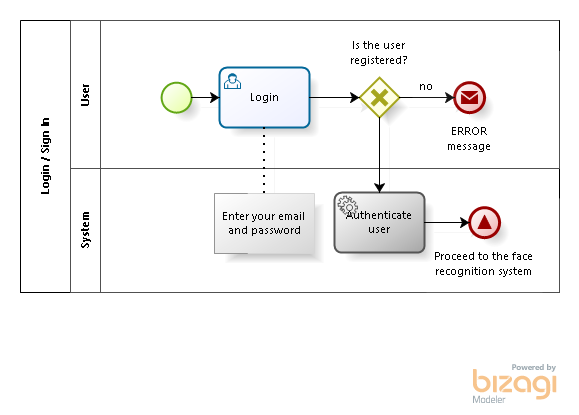 Login / Sign In
User
Is the user
registered?
Login
no
ERROR
message
System
Enter your email
and password
Authenticate
user
Proceed to the face
recognition system
Powered by
bizagi
Modeler